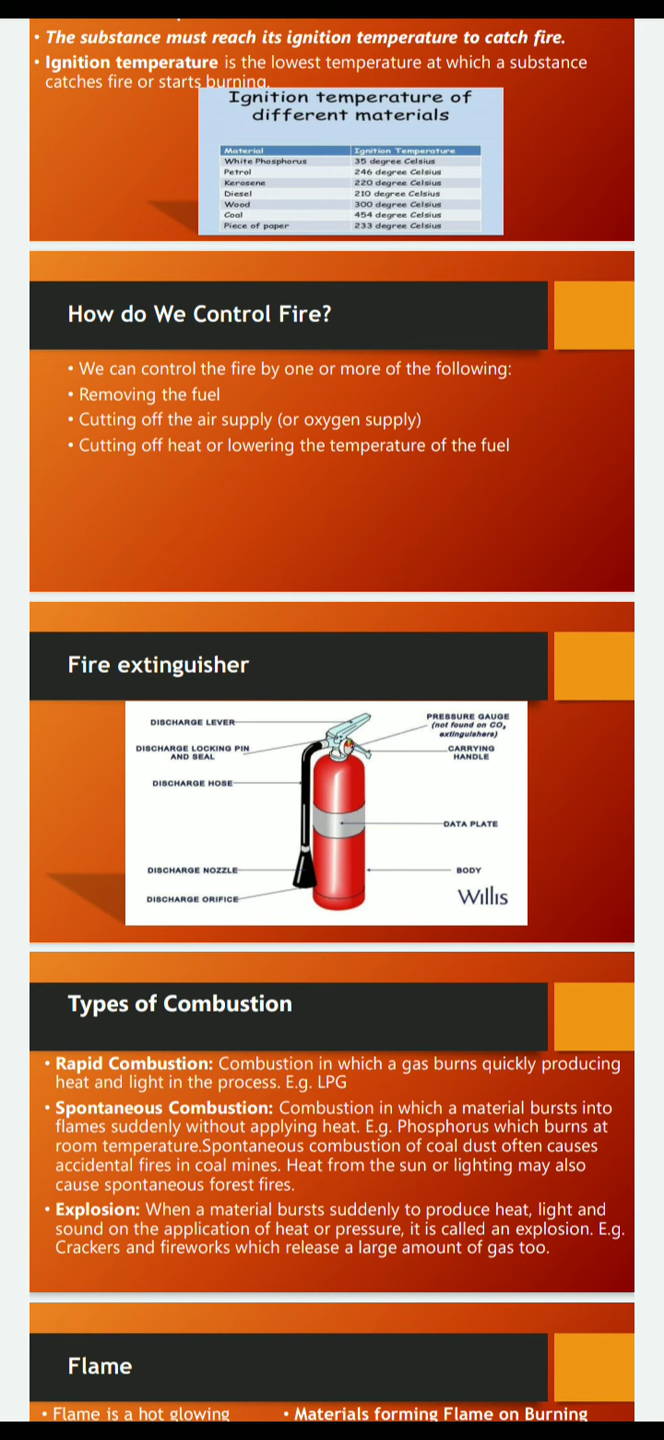 • The substance must reach its ignition temperature to catch fire.
• Ignition temperature is the lowest temperature at which a substance
catches fire or starts burning.
Ignition temperature of
different materials
Material Ignition Temperature
White Phosphorus 35 degree Celsius
Petrol 246 degree Celsius
Kerosene 220 degree Celsius
Diesel 210 degree Celsius
Wood 300 degree Celsius
Coal 454 degree Celsius
Piece of paper 233 degree Celsius
How do We Control Fire?
• We can control the fire by one or more of the following:
• Removing the fuel
• Cutting off the air supply (or oxygen supply)
• Cutting off heat or lowering the temperature of the fuel
Fire extinguisher
DISCHARGE LEVER
DISCHARGE LOCKING PIN
AND SEAL
DISCHARGE HOSE
DISCHARGE NOZZLE
DISCHARGE ORIFICE
PRESSURE GAUGE
(not found on CO₂
extinguishers)
CARRYING
HANDLE
DATA PLATE
BODY
Willis
Types of Combustion
• Rapid Combustion: Combustion in which a gas burns quickly producing
heat and light in the process. E.g. LPG
• Spontaneous Combustion: Combustion in which a material bursts into
flames suddenly without applying heat. E.g. Phosphorus which burns at
room temperature.Spontaneous combustion of coal dust often causes
accidental fires in coal mines. Heat from the sun or lighting may also
cause spontaneous forest fires.
• Explosion: When a material bursts suddenly to produce heat, light and
sound on the application of heat or pressure, it is called an explosion. E.g.
Crackers and fireworks which release a large amount of gas too.
Flame
• Flame is a hot glowing
• Materials forming Flame on Burning